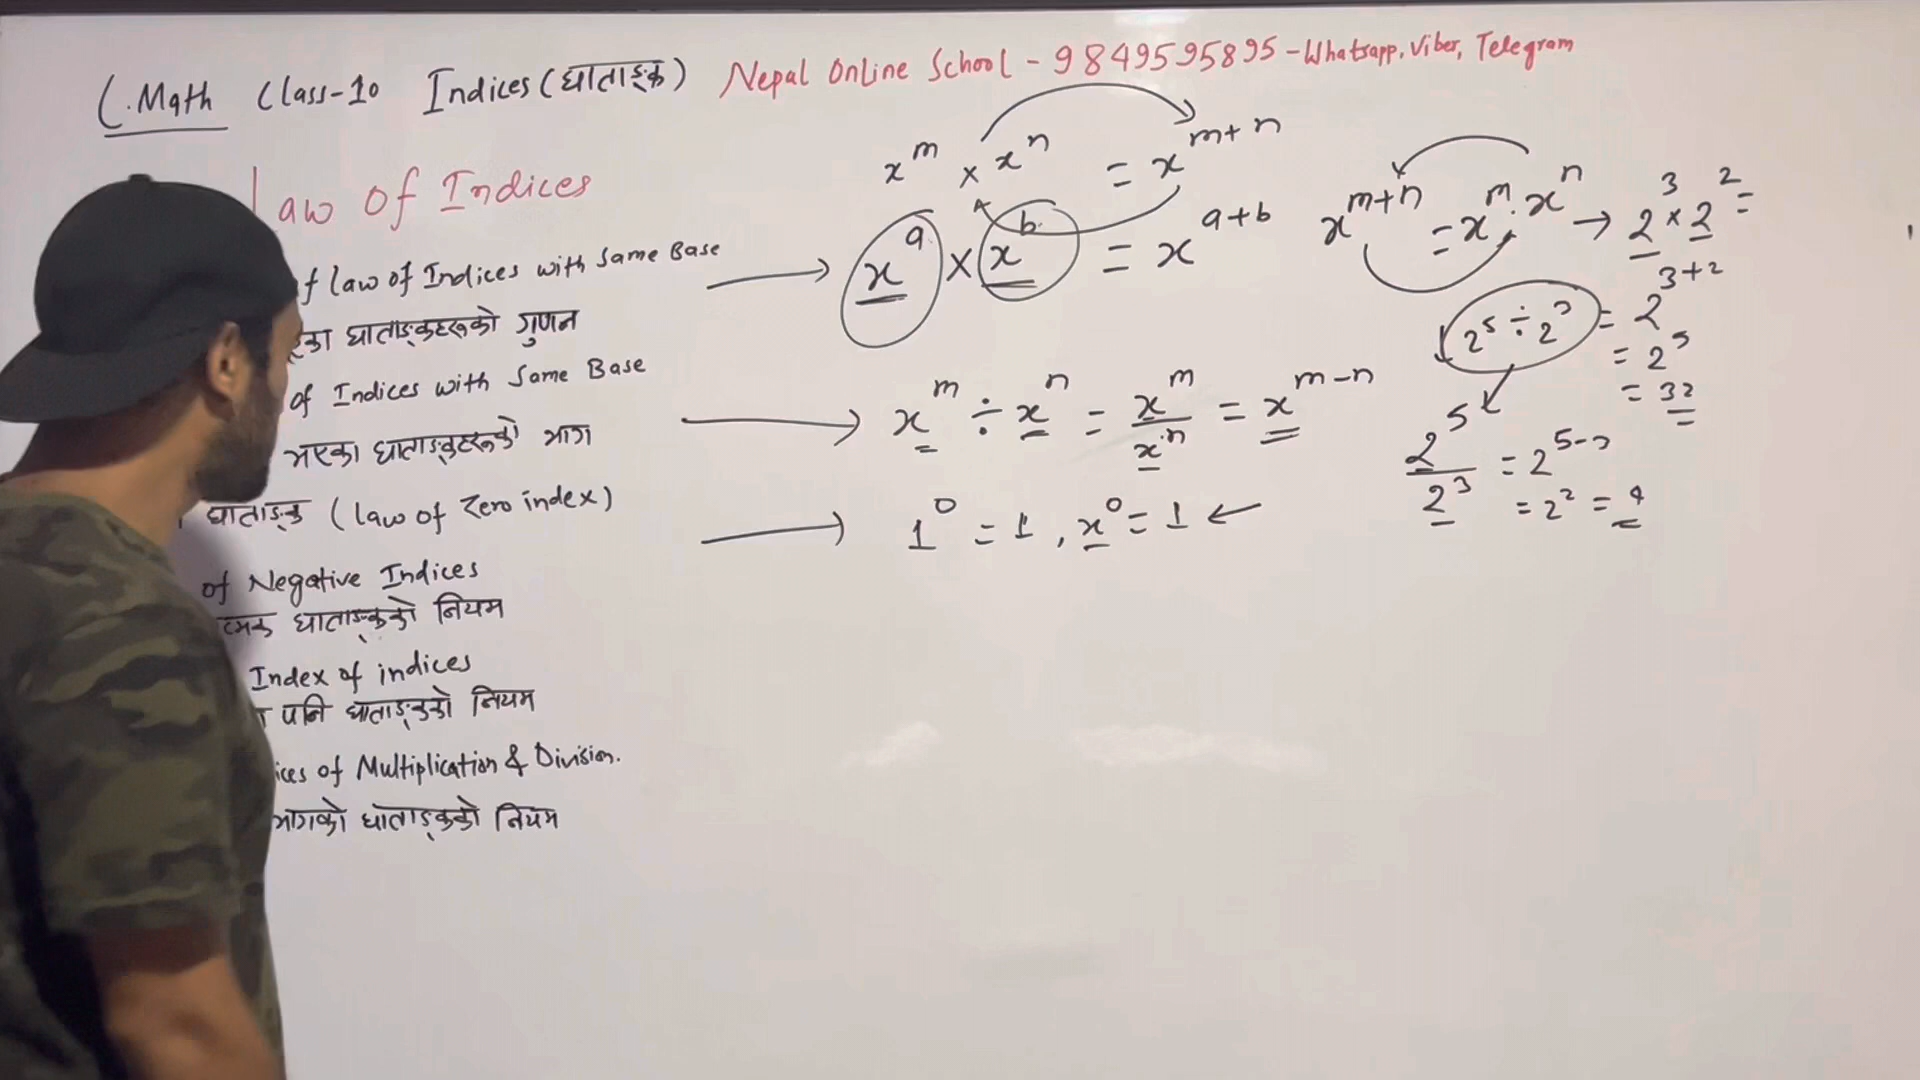 C.Math Class-10 Indices (घाताङ्क) Nepal Online School - 9849595895 - Whatsapp, Viber, Telegram
Law of Indices
f law of Indices with Same Base
एका घाताङ्कहरूको गुणन
of Indices with Same Base
भएका घाताङ्कहरूको भाग
घाताङ्क (law of Zero index)
of Negative Indices
त्मक घाताङ्कको नियम
Index of indices
पनि घाताङ्कको नियम
ices of Multiplication & Division.
भागको घाताङ्कको नियम
x^m × x^n = x^{m+n}
x^a × x^b = x^{a+b}
x^{m+n} = x^m . x^n → 2^3 × 2^2 =
= 2^{3+2}
= 2^5
= 32
x^m ÷ x^n = x^m/x^n = x^{m-n}
2^5 ÷ 2^3
2^5/2^3 = 2^{5-3}
= 2^2 = 4
1^0 = 1, x^0 = 1 ←